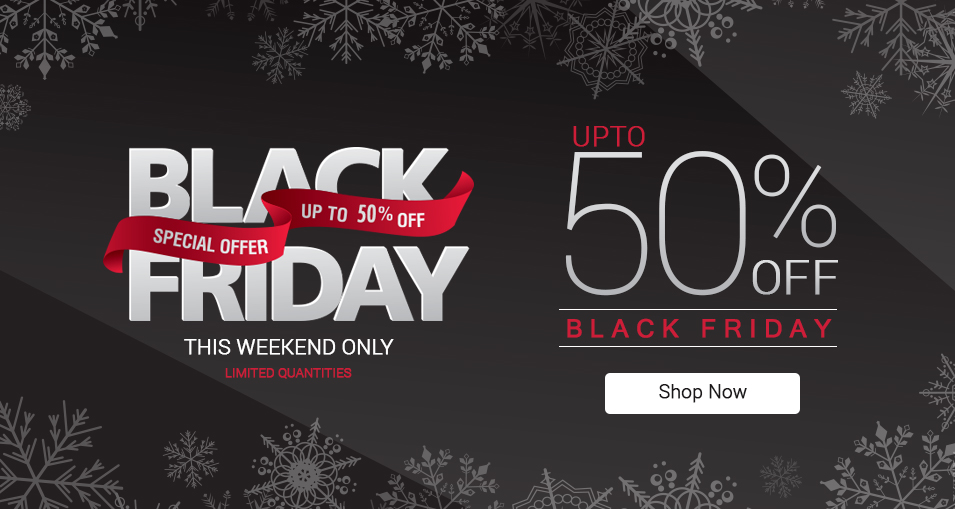 BLACK
UP TO 50% OFF
SPECIAL OFFER
FRIDAY
THIS WEEKEND ONLY
LIMITED QUANTITIES
UPTO
50%
OFF
BLACK FRIDAY
Shop Now